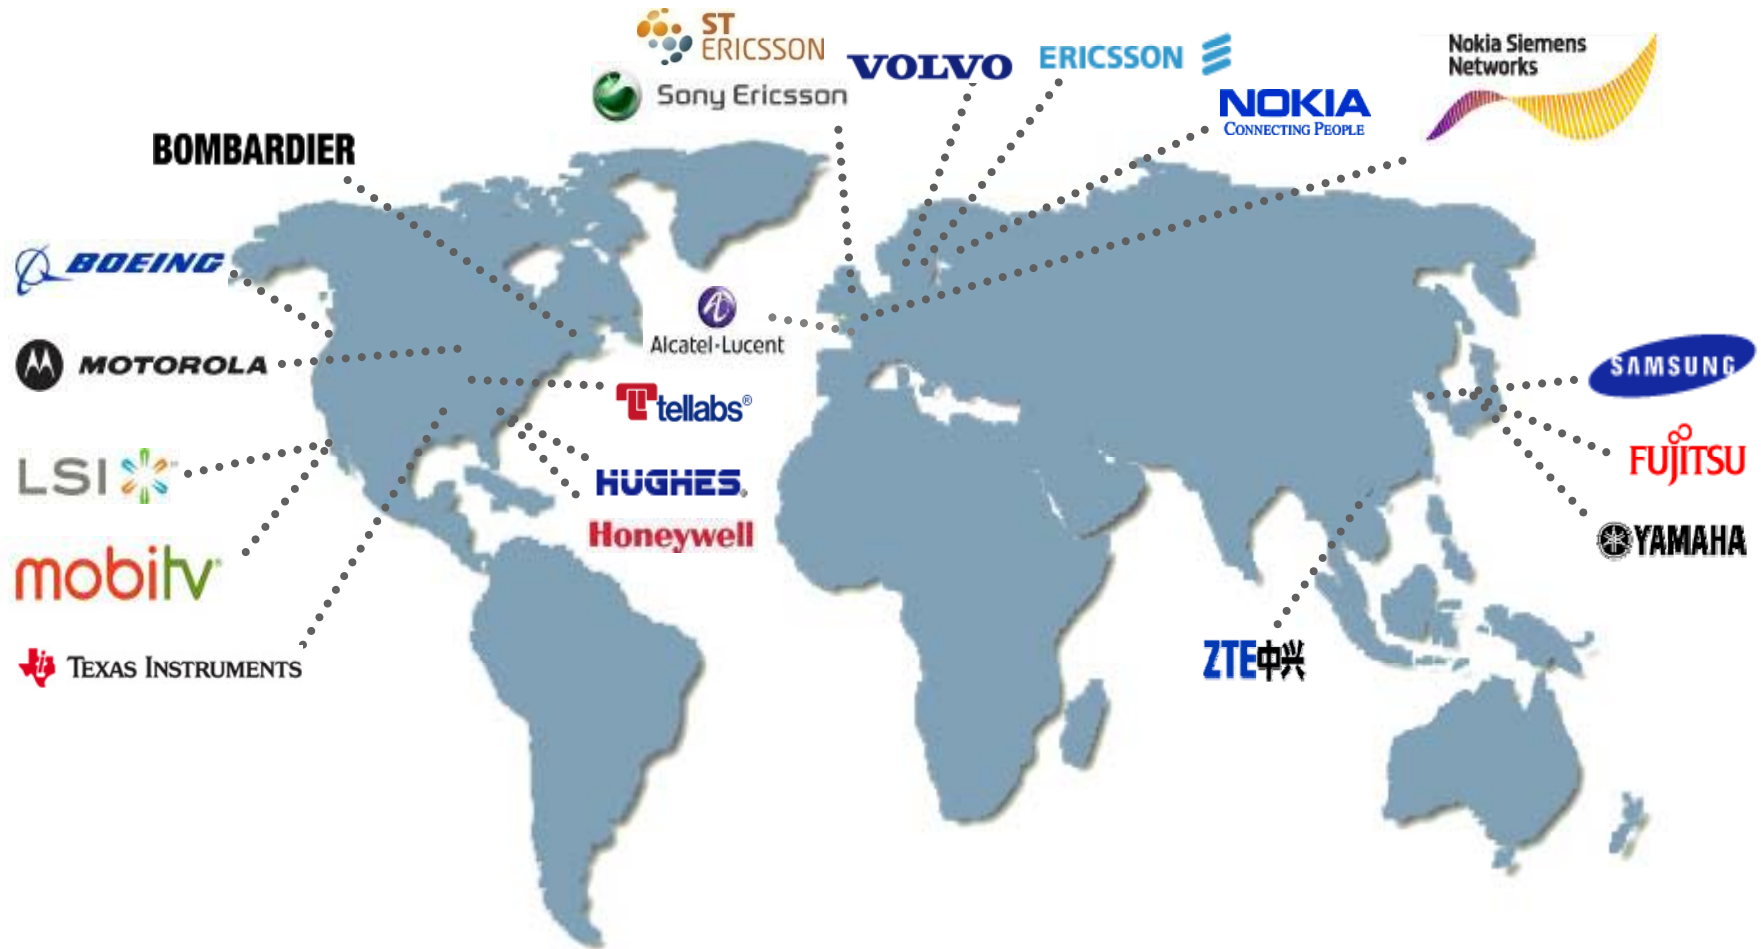 ST
ERICSSON
Sony Ericsson
VOLVO
ERICSSON
NOKIA
CONNECTING PEOPLE
Nokia Siemens
Networks
BOMBARDIER
BOEING
MOTOROLA
Alcatel·Lucent
tellabs®
SAMSUNG
LSI
HUGHES®
Honeywell
FUJITSU
YAMAHA
mobitv
TEXAS INSTRUMENTS
ZTE中兴